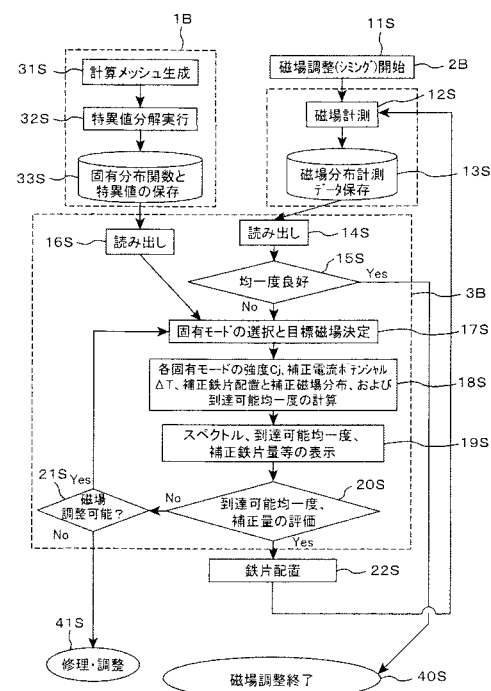 1B
31S
計算メッシュ生成
32S
特異値分解実行
33S
固有分布関数と
特異値の保存
11S
磁場調整(シミング)開始
2B
12S
磁場計測
13S
磁場分布計測
データ保存
16S
読み出し
読み出し
14S
15S
均一度良好
Yes
No
3B
固有モードの選択と目標磁場決定
17S
各固有モードの強度Cj、補正電流ポテンシャル
ΔT、補正鉄片配置と補正磁場分布、および
到達可能均一度の計算
18S
スペクトル、到達可能均一度、
補正鉄片量等の表示
19S
20S
到達可能均一度、
補正量の評価
No
Yes
21S
Yes
磁場
調整可能？
No
鉄片配置
22S
41S
修理・調整
磁場調整終了
40S